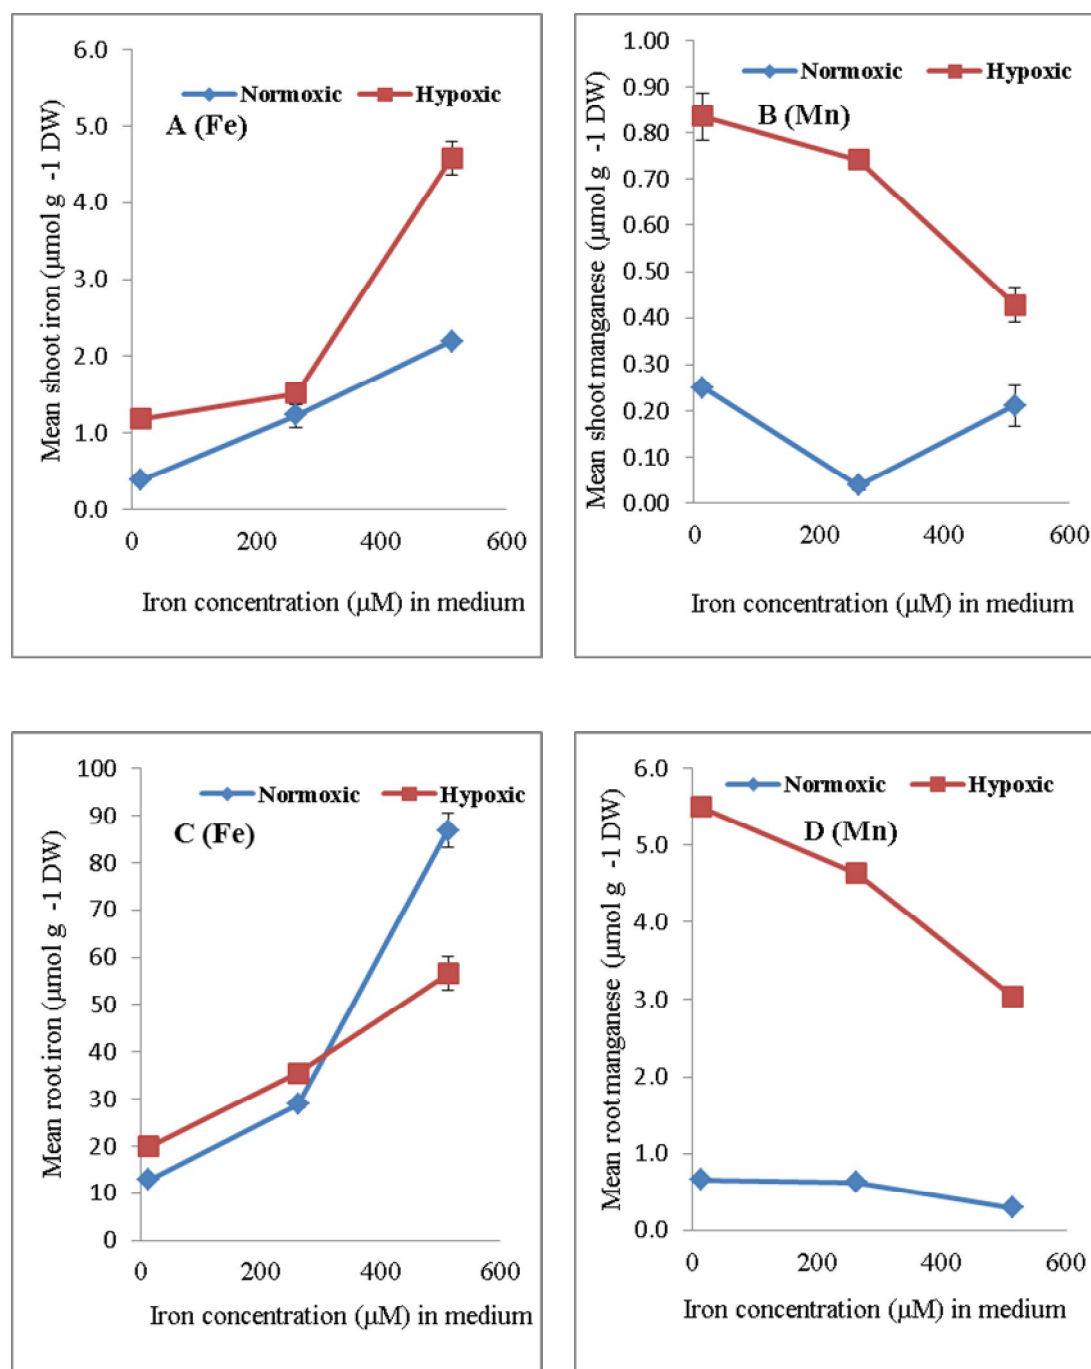 Mean shoot iron (µmol g -1 DW)
6.0
5.0
4.0
3.0
2.0
1.0
0.0
Normoxic Hypoxic
A (Fe)
0 200 400 600
Iron concentration (µM) in medium
Mean shoot manganese (µmol g -1 DW)
1.00
0.90
0.80
0.70
0.60
0.50
0.40
0.30
0.20
0.10
0.00
Normoxic Hypoxic
B (Mn)
0 200 400 600
Iron concentration (µM) in medium
Mean root iron (µmol g -1 DW)
100
90
80
70
60
50
40
30
20
10
0
Normoxic Hypoxic
C (Fe)
0 200 400 600
Iron concentration (µM) in medium
Mean root manganese (µmol g -1 DW)
6.0
5.0
4.0
3.0
2.0
1.0
0.0
Normoxic Hypoxic
D (Mn)
0 200 400 600
Iron concentration (µM) in medium